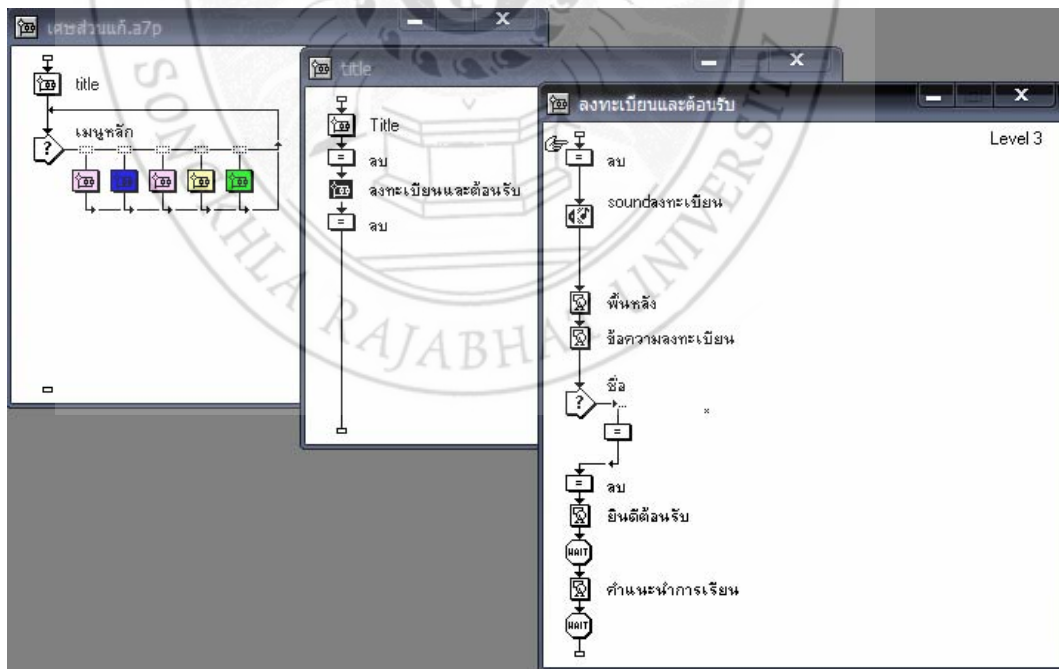 เศษส่วนแก้.a7p
title
เมนูหลัก
title
Title
ลบ
ลงทะเบียนและต้อนรับ
ลบ
ลงทะเบียนและต้อนรับ
Level 3
ลบ
soundลงทะเบียน
พื้นหลัง
ข้อความลงทะเบียน
ชื่อ
ลบ
ยินดีต้อนรับ
WAIT
คำแนะนำการเรียน
WAIT
SONGKHLA RAJABHAT UNIVERSITY